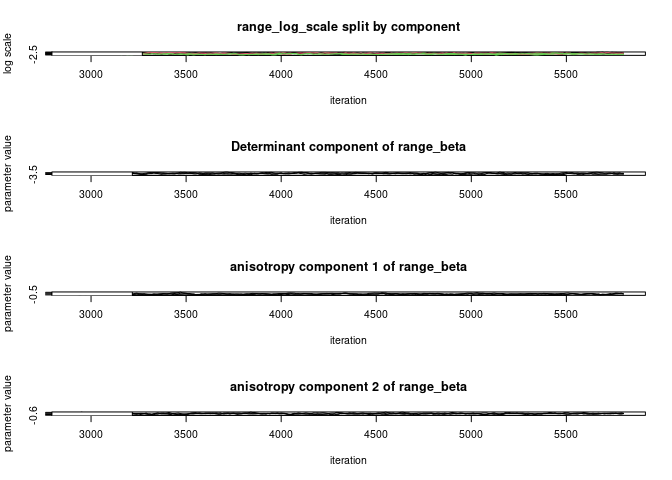 range_log_scale split by component
log scale
-2.5
3000 3500 4000 4500 5000 5500
iteration
Determinant component of range_beta
parameter value
-3.5
3000 3500 4000 4500 5000 5500
iteration
anisotropy component 1 of range_beta
parameter value
-0.5
3000 3500 4000 4500 5000 5500
iteration
anisotropy component 2 of range_beta
parameter value
-0.6
3000 3500 4000 4500 5000 5500
iteration